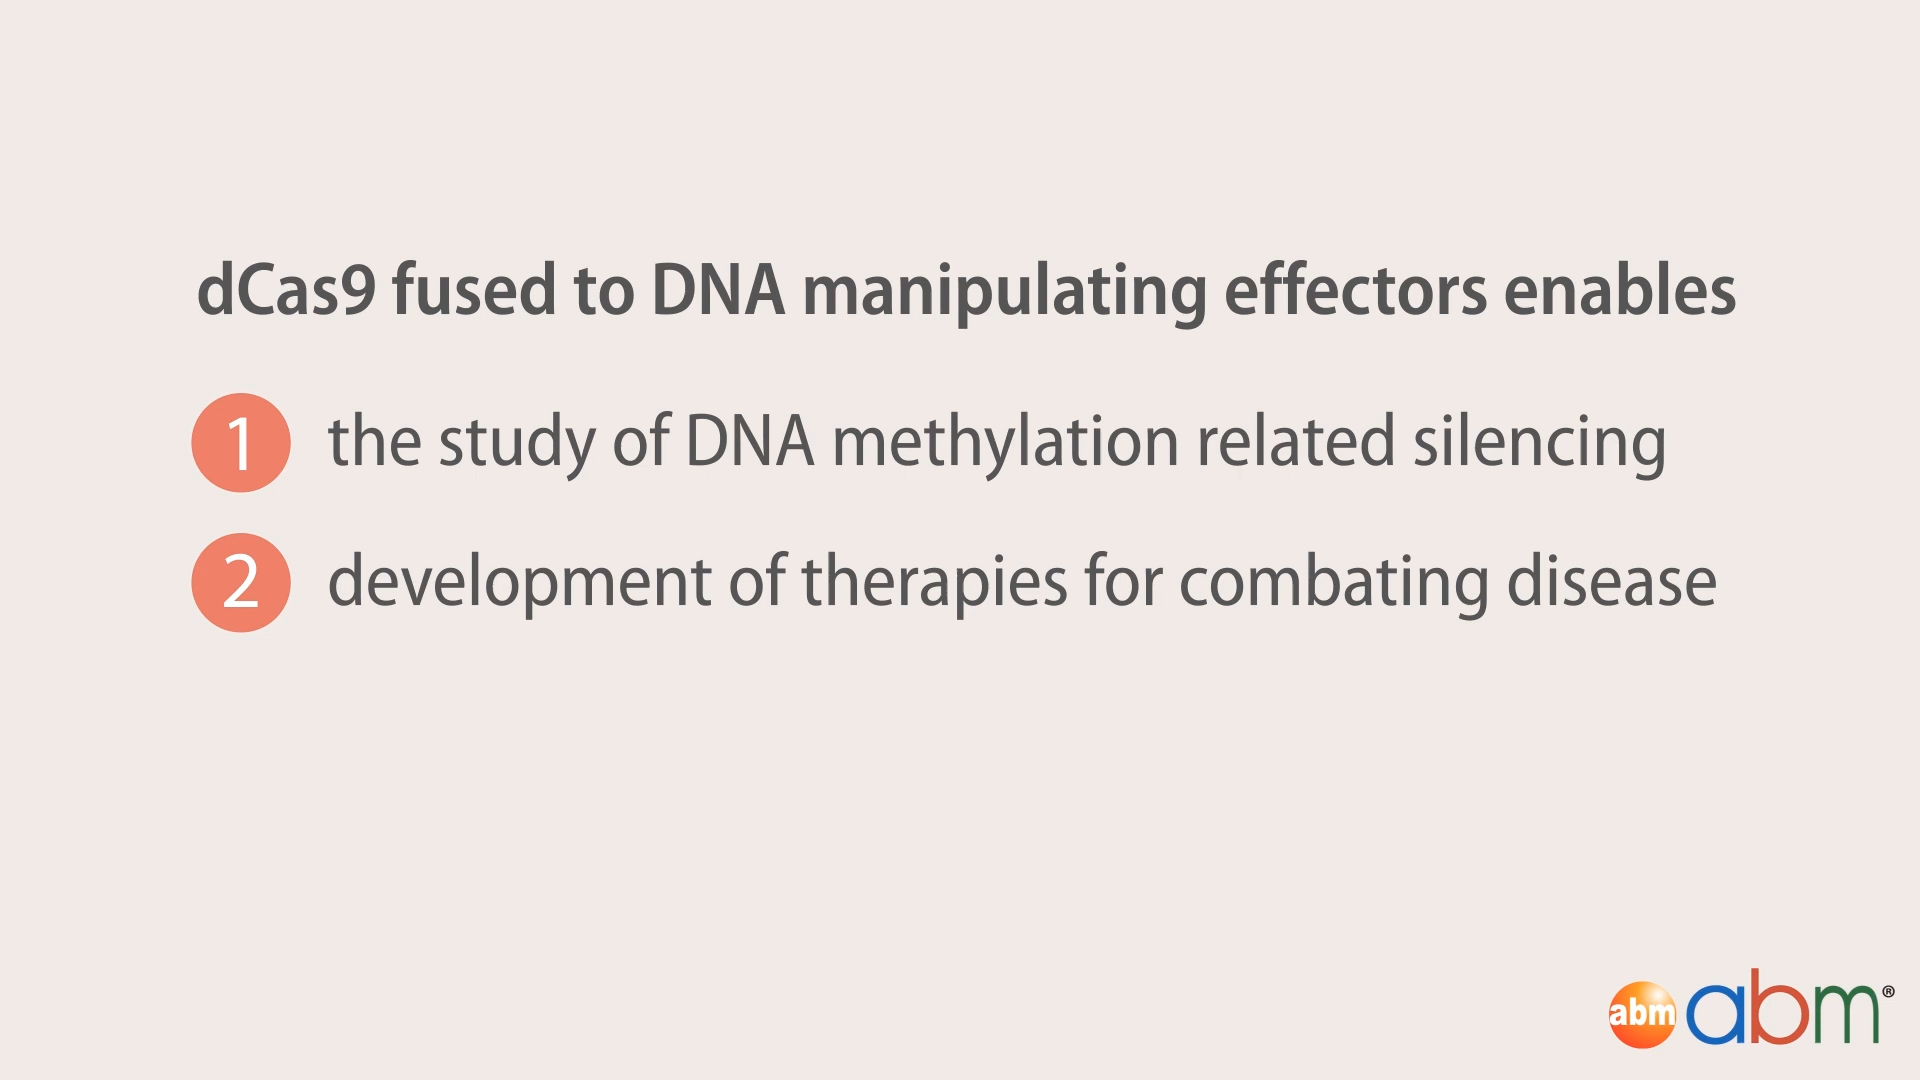 dCas9 fused to DNA manipulating effectors enables
1 the study of DNA methylation related silencing
2 development of therapies for combating disease
abm abm®